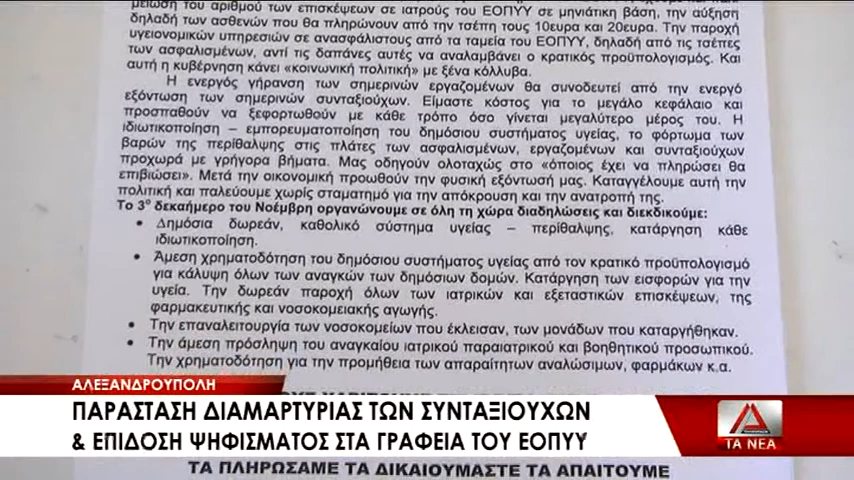 μείωση του αριθμού των επισκέψεων σε ιατρούς του ΕΟΠΥΥ σε μηνιάτικη βάση, την αύξηση
δηλαδή των ασθενών που θα πληρώνουν από την τσέπη τους 10ευρα και 20ευρα. Την παροχή
υγειονομικών υπηρεσιών σε ανασφάλιστους από τα ταμεία του ΕΟΠΥΥ, δηλαδή από τις τσέπες
των ασφαλισμένων, αντί τις δαπάνες αυτές να αναλαμβάνει ο κρατικός προϋπολογισμός. Και
αυτή η κυβέρνηση κάνει «κοινωνική πολιτική» με ξένα κόλλυβα.
Η ενεργός γήρανση των σημερινών εργαζομένων θα συνοδευτεί από την ενεργό
εξόντωση των σημερινών συνταξιούχων. Είμαστε κόστος για το μεγάλο κεφάλαιο και
προσπαθούν να ξεφορτωθούν με κάθε τρόπο όσο γίνεται μεγαλύτερο μέρος του. Η
ιδιωτικοποίηση – εμπορευματοποίηση του δημόσιου συστήματος υγείας, το φόρτωμα των
βαρών της περίθαλψης στις πλάτες των ασφαλισμένων, εργαζομένων και συνταξιούχων
προχωρά με γρήγορα βήματα. Μας οδηγούν ολοταχώς στο «όποιος έχει να πληρώσει θα
επιβιώσει». Μετά την οικονομική προωθούν την φυσική εξόντωσή μας. Καταγγέλουμε αυτή την
πολιτική και παλεύουμε χωρίς σταματημό για την απόκρουση και την ανατροπή της.
Το 3° δεκαήμερο του Νοέμβρη οργανώνουμε σε όλη τη χώρα διαδηλώσεις και διεκδικούμε:
• Δημόσια δωρεάν, καθολικό σύστημα υγείας – περίθαλψης, κατάργηση κάθε
ιδιωτικοποίηση.
• Άμεση χρηματοδότηση του δημόσιου συστήματος υγείας από τον κρατικό προϋπολογισμό
για κάλυψη όλων των αναγκών των δημόσιων δομών. Κατάργηση των εισφορών για την
υγεία. Την δωρεάν παροχή όλων των ιατρικών και εξεταστικών επισκέψεων, της
φαρμακευτικής και νοσοκομειακής αγωγής.
• Την επαναλειτουργία των νοσοκομείων που έκλεισαν, των μονάδων που καταργήθηκαν.
• Την άμεση πρόσληψη του αναγκαίου ιατρικού παραϊατρικού και βοηθητικού προσωπικού.
Την χρηματοδότηση για την προμήθεια των απαραίτητων αναλώσιμων, φαρμάκων κ.α.
ΑΛΕΞΑΝΔΡΟΥΠΟΛΗ
ΠΑΡΑΣΤΑΣΗ ΔΙΑΜΑΡΤΥΡΙΑΣ ΤΩΝ ΣΥΝΤΑΞΙΟΥΧΩΝ
& ΕΠΙΔΟΣΗ ΨΗΦΙΣΜΑΤΟΣ ΣΤΑ ΓΡΑΦΕΙΑ ΤΟΥ ΕΟΠΥΥ
ΤΑ ΝΕΑ
ΤΑ ΠΛΗΡΩΣΑΜΕ ΤΑ ΔΙΚΑΙΟΥΜΑΣΤΕ ΤΑ ΑΠΑΙΤΟΥΜΕ